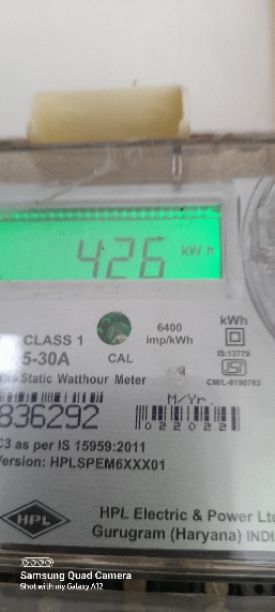 426 kWh
CLASS 1
5-30A
CAL
6400
imp/kWh
kWh
IS:13779
ISI
CM/L-9190783
Static Watthour Meter
836292
M/Yr.
022022
C3 as per IS 15959:2011
Version: HPLSPEM6XXX01
HPL
HPL Electric & Power Ltd
Gurugram (Haryana) INDI
Samsung Quad Camera
Shot with my Galaxy A12